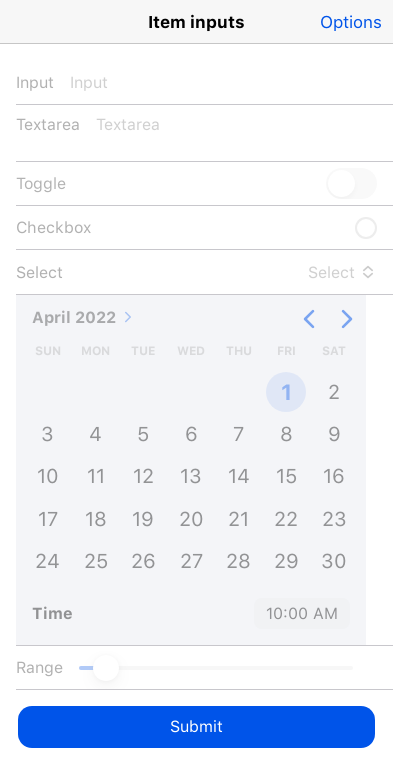 Item inputs Options
Input Input
Textarea Textarea
Toggle
Checkbox
Select Select
April 2022
SUN MON TUE WED THU FRI SAT
1 2
3 4 5 6 7 8 9
10 11 12 13 14 15 16
17 18 19 20 21 22 23
24 25 26 27 28 29 30
Time 10:00 AM
Range
Submit